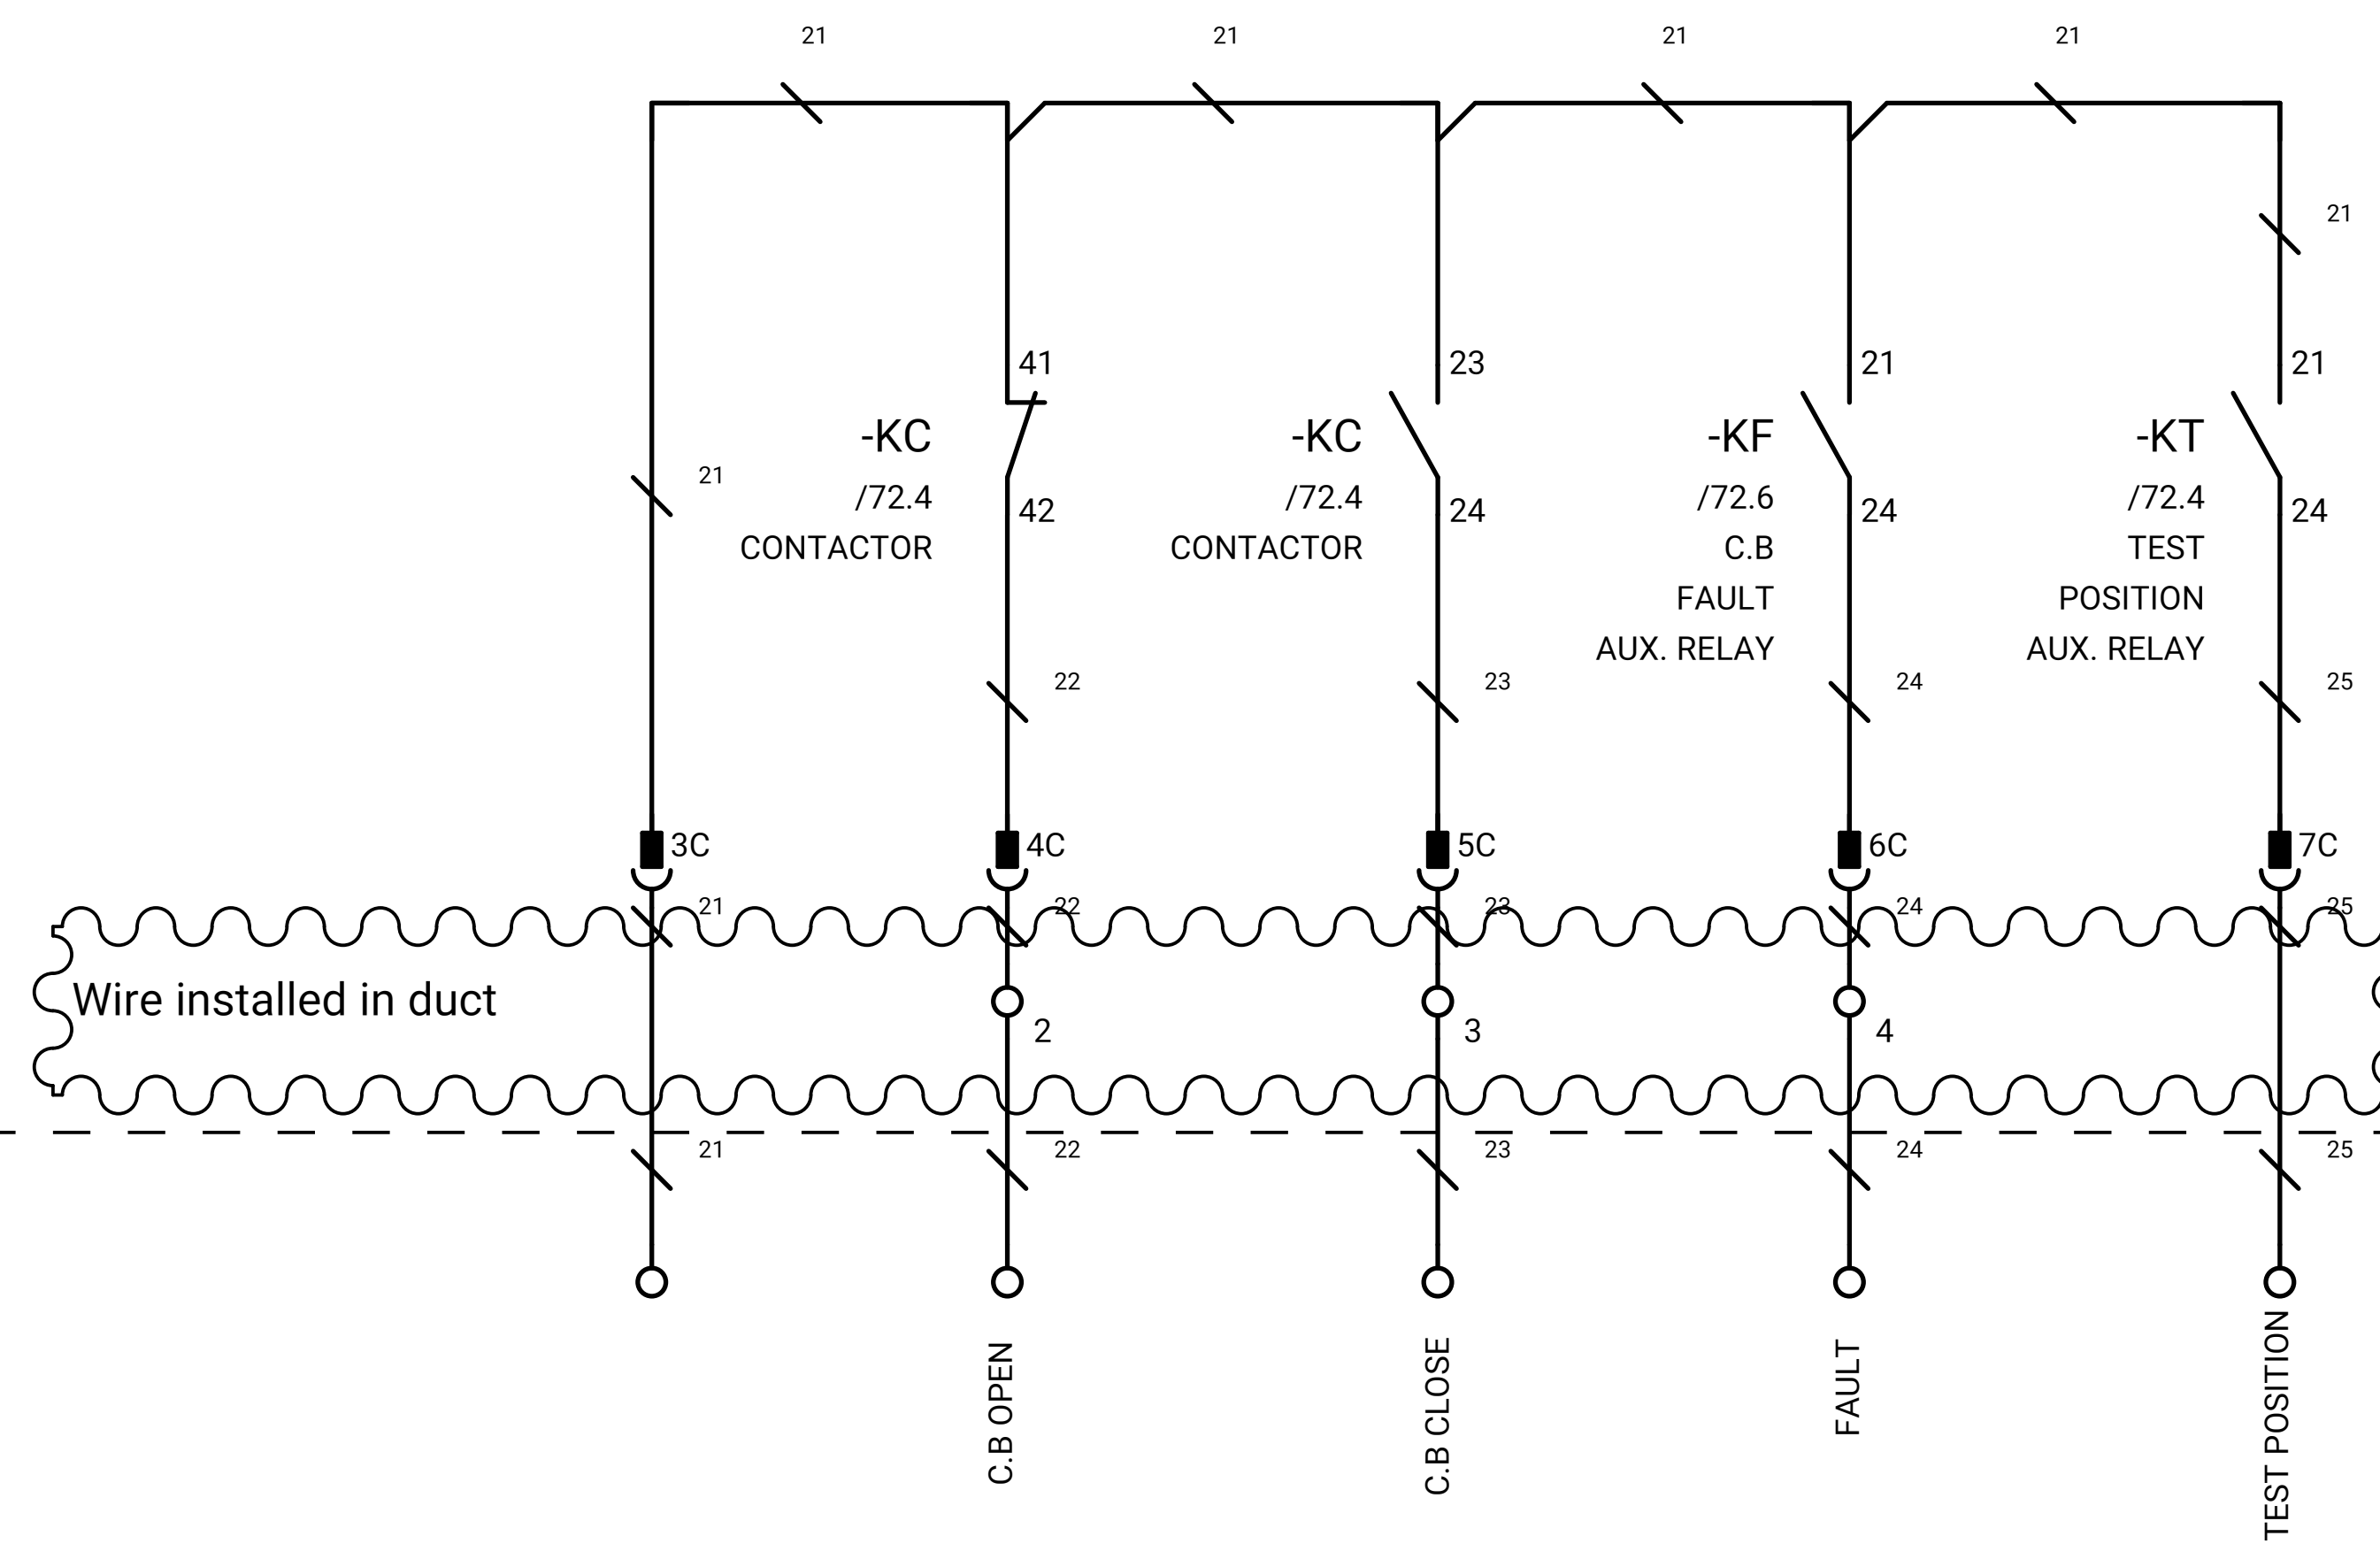 21 21 21 21
21
41 23 21 21
-KC -KC -KF -KT
21 /72.4 /72.4 /72.6 /72.4
42 24 24 24
CONTACTOR CONTACTOR C.B TEST
FAULT POSITION
AUX. RELAY AUX. RELAY
22 23 24 25
3C 4C 5C 6C 7C
21 22 23 24 25
Wire installed in duct
2 3 4
21 22 23 24 25
C.B OPEN
C.B CLOSE
FAULT
TEST POSITION